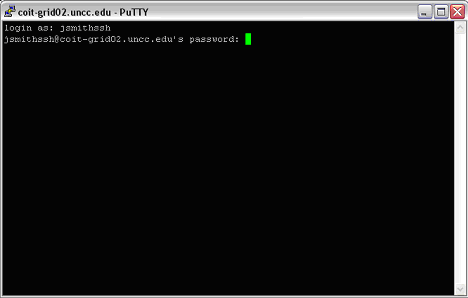 coit-grid02.uncc.edu - PuTTY
login as: jsmithssh
jsmithssh@coit-grid02.uncc.edu's password: